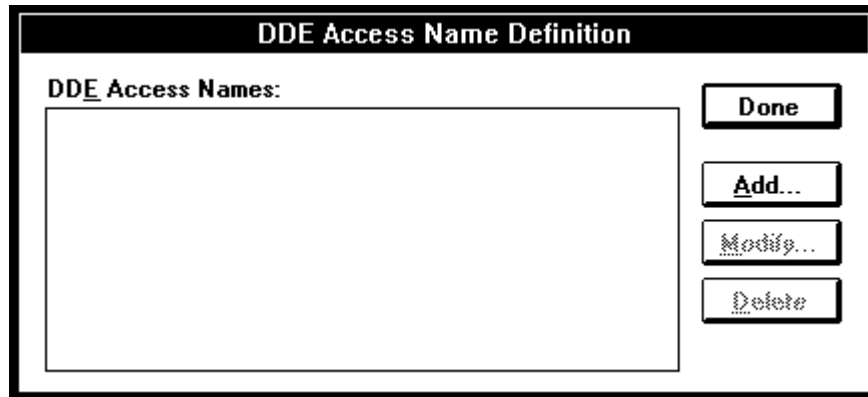 DDE Access Name Definition
DDE Access Names:
Done
Add...
Modify...
Delete